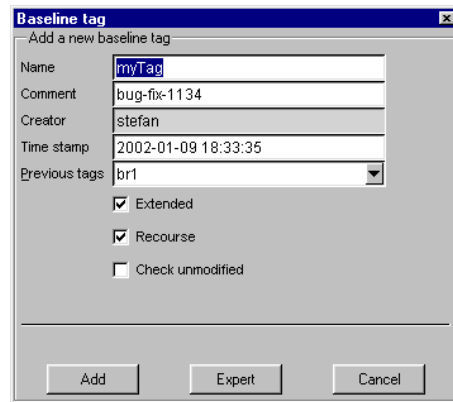 Baseline tag
Add a new baseline tag
Name myTag
Comment bug-fix-1134
Creator stefan
Time stamp 2002-01-09 18:33:35
Previous tags br1
Extended
Recourse
Check unmodified
Add Expert Cancel